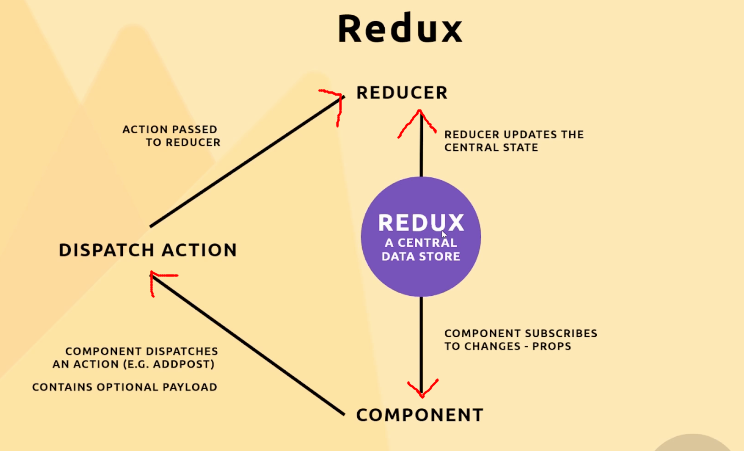 Redux
REDUCER
ACTION PASSED
TO REDUCER
REDUCER UPDATES THE
CENTRAL STATE
REDUX
A CENTRAL
DATA STORE
DISPATCH ACTION
COMPONENT SUBSCRIBES
TO CHANGES - PROPS
COMPONENT DISPATCHES
AN ACTION (E.G. ADDPOST)
CONTAINS OPTIONAL PAYLOAD
COMPONENT